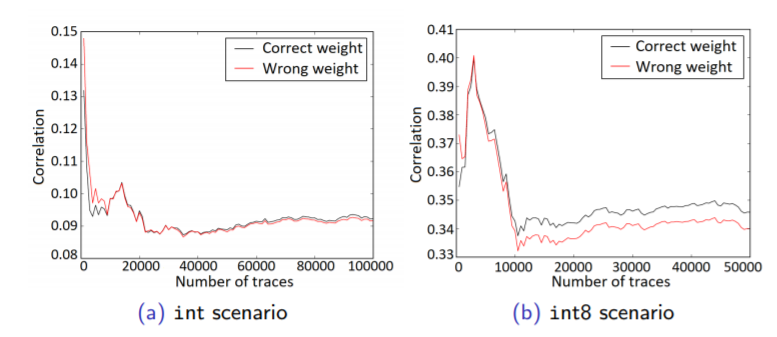 0.15
0.14
0.13
0.12
0.11
0.10
0.09
0.08
Correlation
Correct weight
Wrong weight
0 20000 40000 60000 80000 100000
Number of traces
(a) int scenario
0.41
0.40
0.39
0.38
0.37
0.36
0.35
0.34
0.33
Correlation
Correct weight
Wrong weight
0 10000 20000 30000 40000 50000
Number of traces
(b) int8 scenario